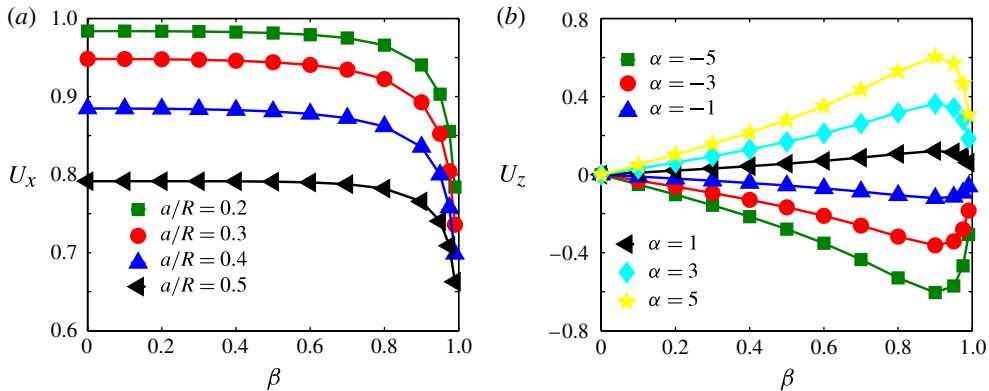 (a)
1.0
0.9
0.8
0.7
0.6
U_x
0 0.2 0.4 0.6 0.8 1.0
β
a/R = 0.2
a/R = 0.3
a/R = 0.4
a/R = 0.5
(b)
0.8
0.4
0
−0.4
−0.8
U_z
0 0.2 0.4 0.6 0.8 1.0
β
α = −5
α = −3
α = −1
α = 1
α = 3
α = 5